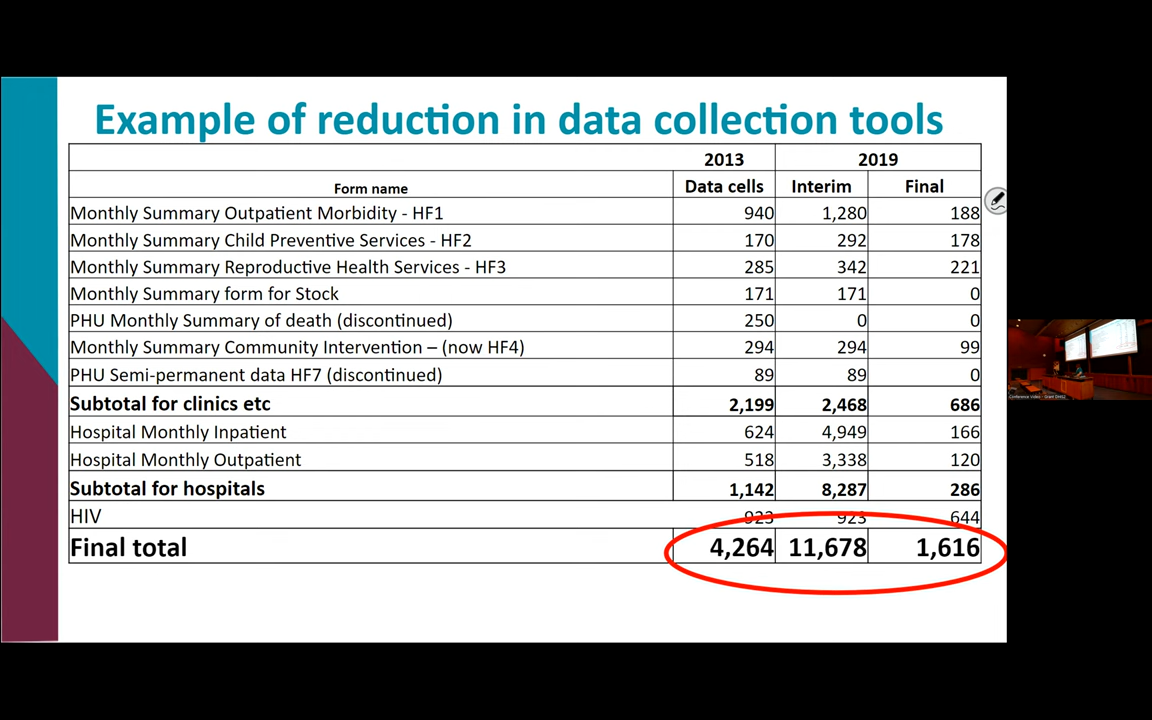 Example of reduction in data collection tools
2013 2019
Form name Data cells Interim Final
Monthly Summary Outpatient Morbidity - HF1 940 1,280 188
Monthly Summary Child Preventive Services - HF2 170 292 178
Monthly Summary Reproductive Health Services - HF3 285 342 221
Monthly Summary form for Stock 171 171 0
PHU Monthly Summary of death (discontinued) 250 0 0
Monthly Summary Community Intervention – (now HF4) 294 294 99
PHU Semi-permanent data HF7 (discontinued) 89 89 0
Subtotal for clinics etc 2,199 2,468 686
Hospital Monthly Inpatient 624 4,949 166
Hospital Monthly Outpatient 518 3,338 120
Subtotal for hospitals 1,142 8,287 286
HIV 923 923 644
Final total 4,264 11,678 1,616